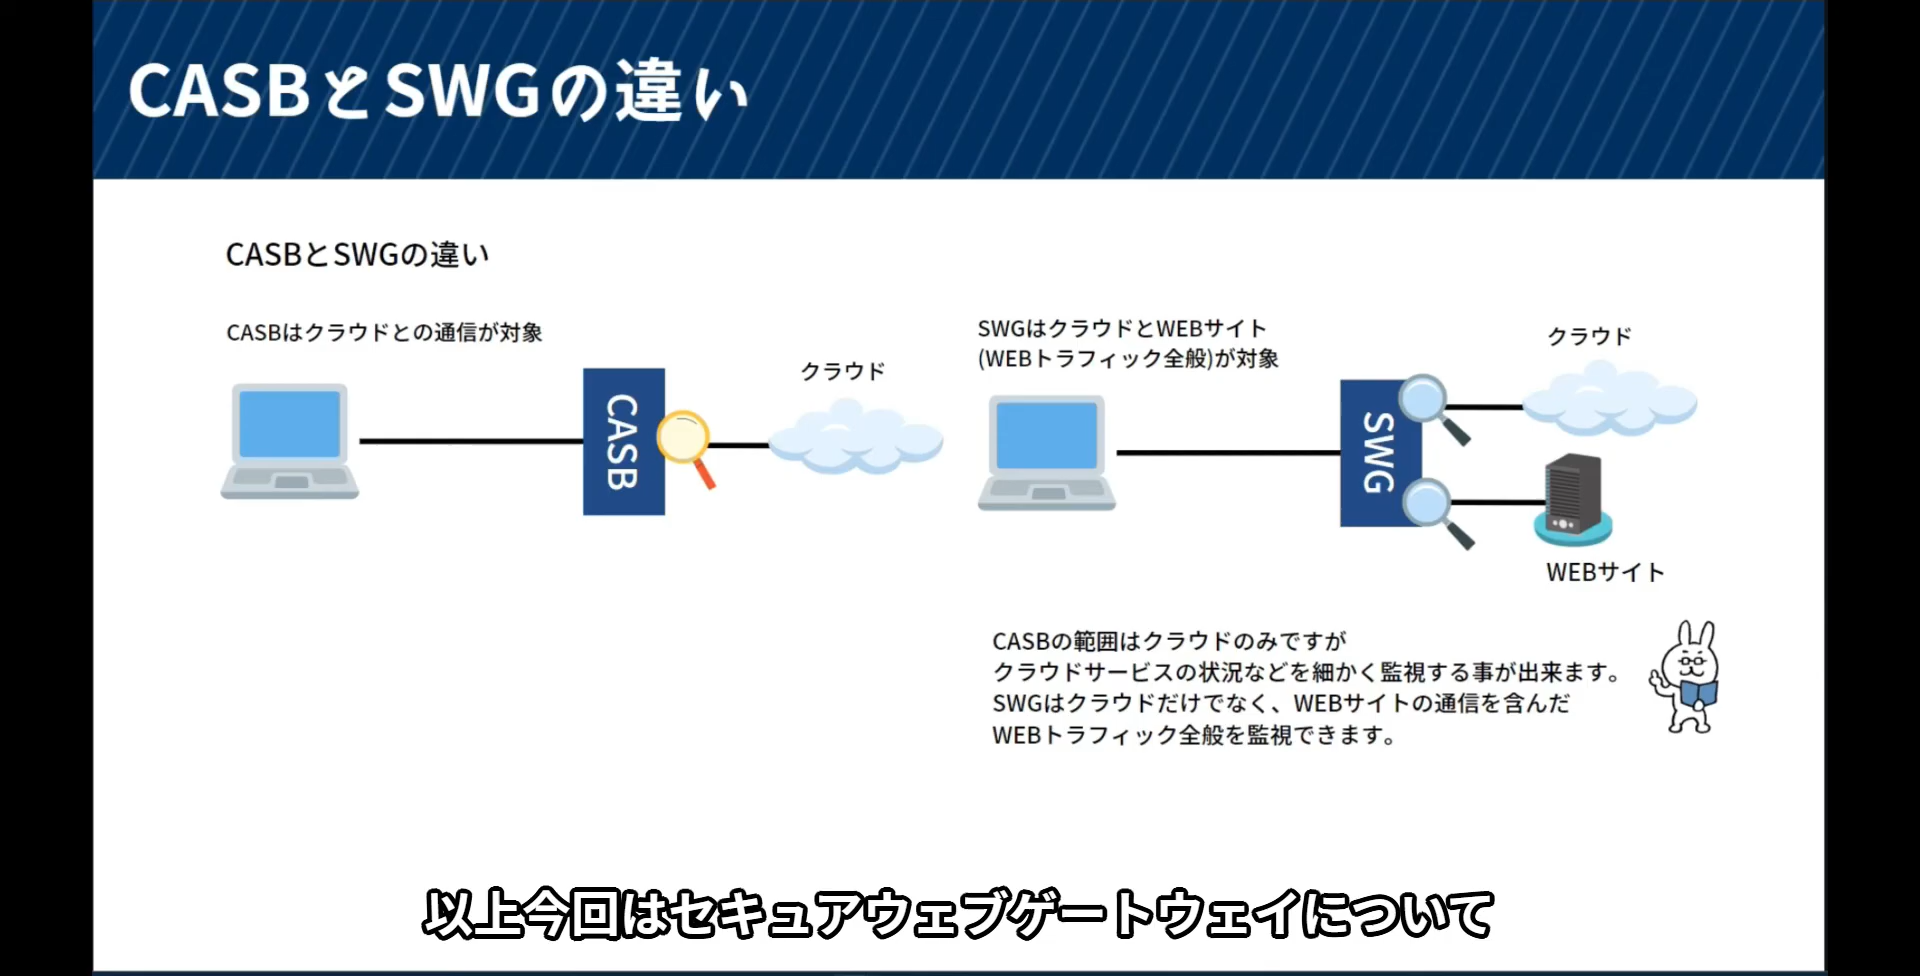 CASBとSWGの違い
CASBとSWGの違い
CASBはクラウドとの通信が対象
クラウド
CASB
SWGはクラウドとWEBサイト
(WEBトラフィック全般)が対象
クラウド
SWG
WEBサイト
CASBの範囲はクラウドのみですが
クラウドサービスの状況などを細かく監視する事が出来ます。
SWGはクラウドだけでなく、WEBサイトの通信を含んだ
WEBトラフィック全般を監視できます。
以上今回はセキュアウェブゲートウェイについて